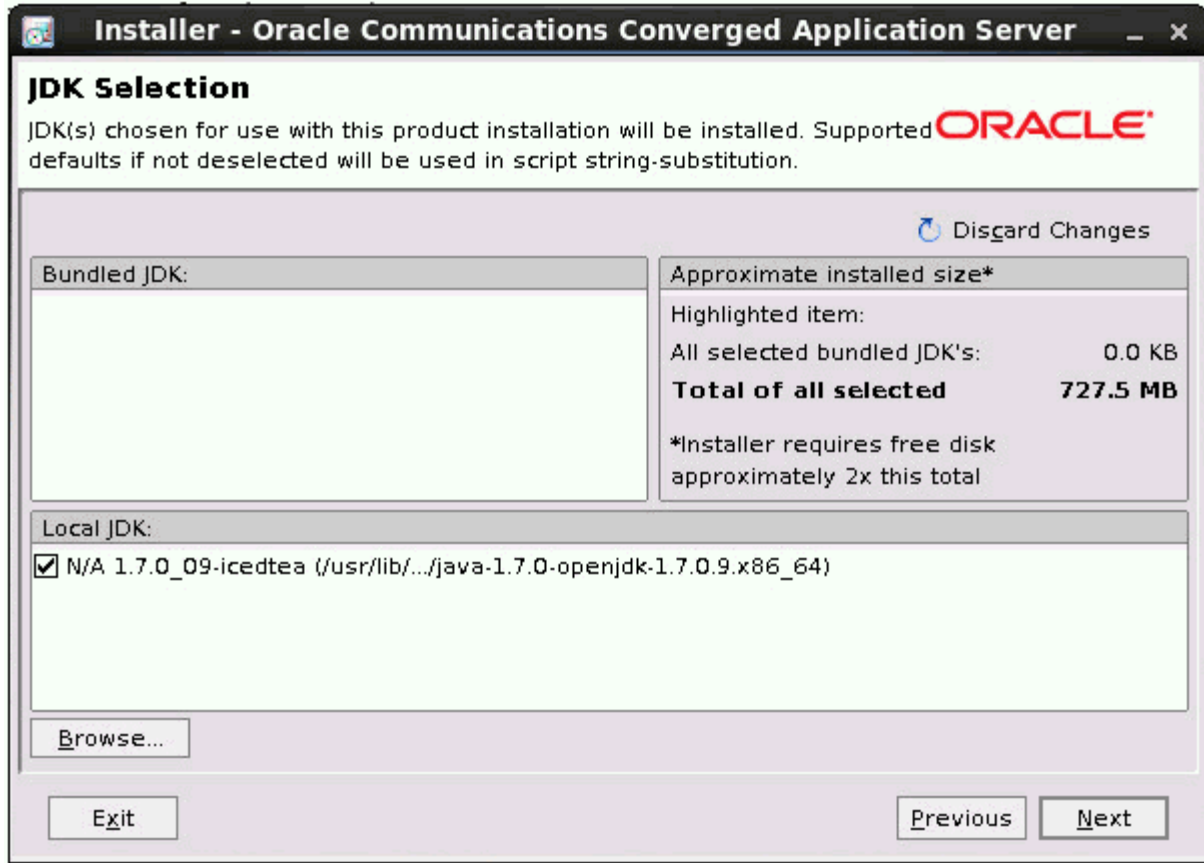 Installer - Oracle Communications Converged Application Server
JDK Selection
JDK(s) chosen for use with this product installation will be installed. Supported
defaults if not deselected will be used in script string-substitution.
ORACLE
Discard Changes
Bundled JDK:
Approximate installed size*
Highlighted item:
All selected bundled JDK's: 0.0 KB
Total of all selected 727.5 MB
*Installer requires free disk
approximately 2x this total
Local JDK:
N/A 1.7.0_09-icedtea (/usr/lib/.../java-1.7.0-openjdk-1.7.0.9.x86_64)
Browse...
Exit
Previous
Next